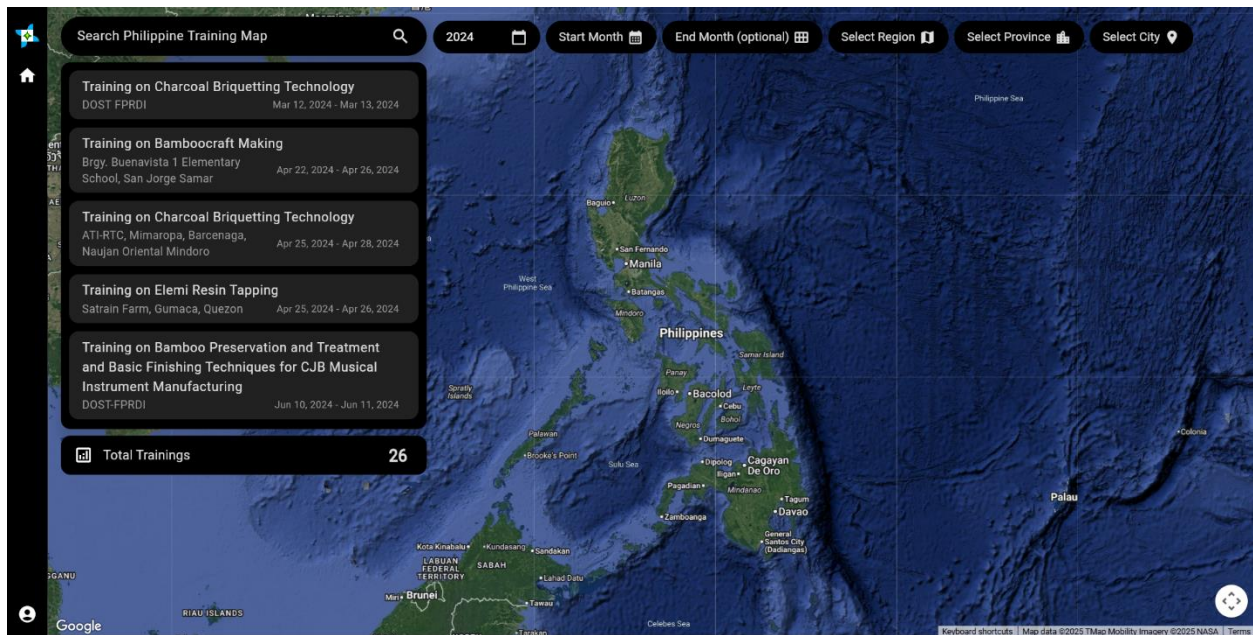 Search Philippine Training Map
2024
Start Month
End Month (optional)
Select Region
Select Province
Select City
Training on Charcoal Briquetting Technology
DOST FPRDI
Mar 12, 2024 - Mar 13, 2024
Training on Bamboocraft Making
Brgy. Buenavista 1 Elementary
School, San Jorge Samar
Apr 22, 2024 - Apr 26, 2024
Training on Charcoal Briquetting Technology
ATI-RTC, Mimaropa, Barcenaga,
Naujan Oriental Mindoro
Apr 25, 2024 - Apr 28, 2024
Training on Elemi Resin Tapping
Satrain Farm, Gumaca, Quezon
Apr 25, 2024 - Apr 26, 2024
Training on Bamboo Preservation and Treatment
and Basic Finishing Techniques for CJB Musical
Instrument Manufacturing
DOST-FPRDI
Jun 10, 2024 - Jun 11, 2024
Total Trainings
26
Philippine Sea
Baguio
Luzon
San Fernando
Manila
West
Philippine Sea
Batangas
Mindoro
Philippines
Samar Island
Panay
Spratly
Islands
Iloilo
Bacolod
Leyte
Cebu
Bohol
Negros
Palawan
Dumaguete
Colonia
Brooke's Point
Sulu Sea
Dipolog
Cagayan
De Oro
Iligan
Pagadian
Mindanao
Tagum
Palau
Davao
Zamboanga
General
Santos City
(Dadiangas)
Kota Kinabalu
Kundasang
Sandakan
LABUAN
FEDERAL
TERRITORY
SABAH
GGANU
Lahad Datu
Miri
Brunei
Tawau
RIAU ISLANDS
Celebes Sea
Tarakan
Google
Keyboard shortcuts
Map data ©2025 TMap Mobility Imagery ©2025 NASA
Terms